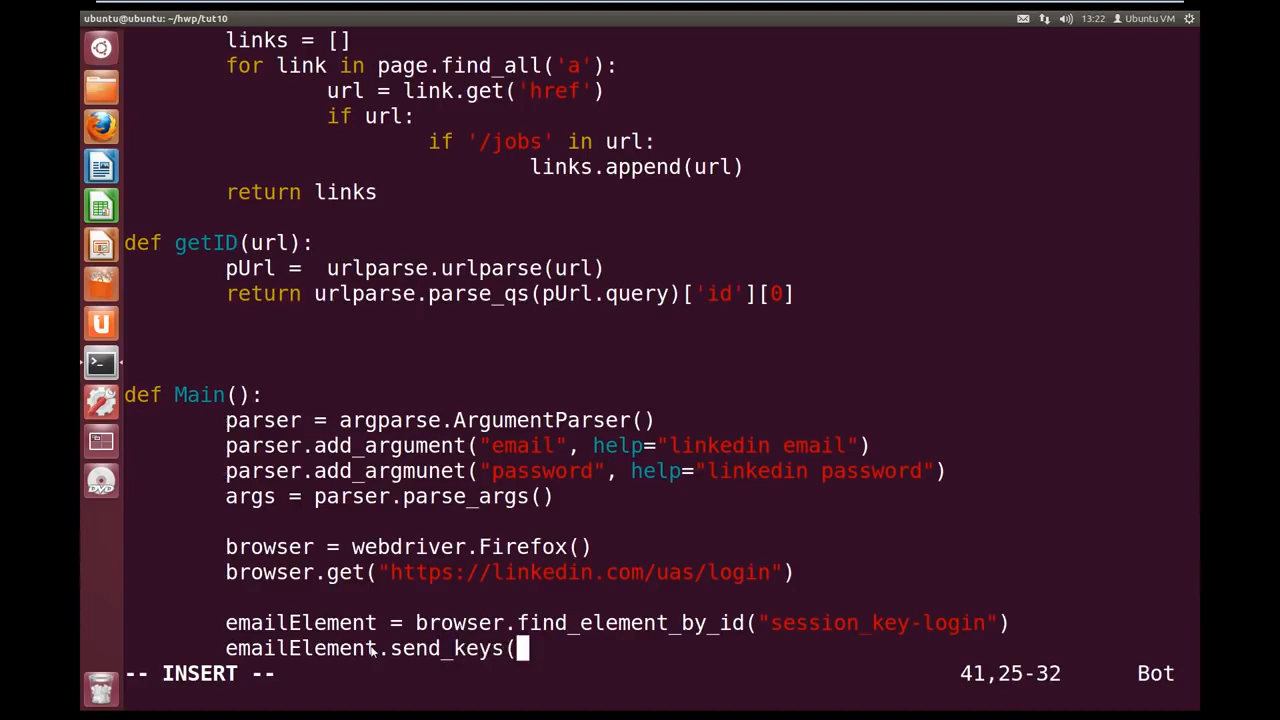 ubuntu@ubuntu: ~/hwp/tut10
13:22
Ubuntu VM
links = []
for link in page.find_all('a'):
url = link.get('href')
if url:
if '/jobs' in url:
links.append(url)
return links
def getID(url):
pUrl =  urlparse.urlparse(url)
return urlparse.parse_qs(pUrl.query)['id'][0]
def Main():
parser = argparse.ArgumentParser()
parser.add_argument("email", help="linkedin email")
parser.add_argmunet("password", help="linkedin password")
args = parser.parse_args()
browser = webdriver.Firefox()
browser.get("https://linkedin.com/uas/login")
emailElement = browser.find_element_by_id("session_key-login")
emailElement.send_keys(
-- INSERT --
41,25-32
Bot